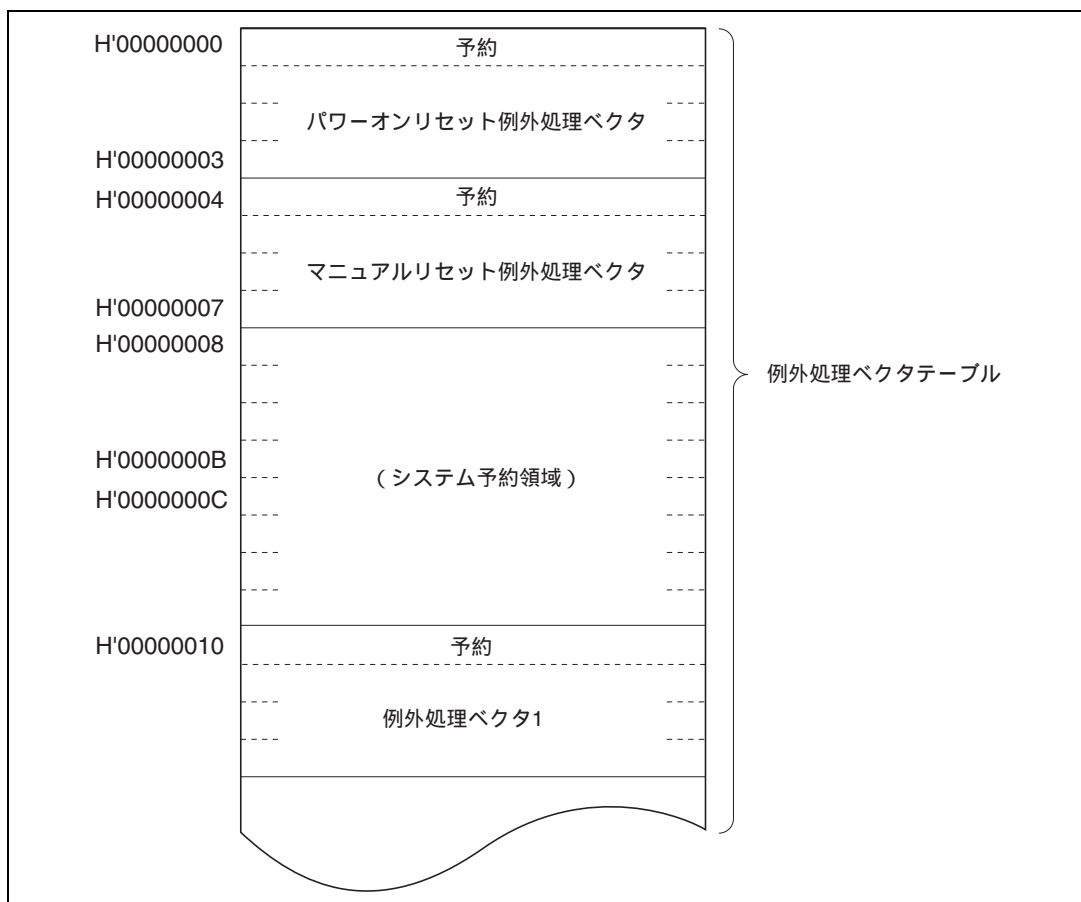 H'00000000
予約
パワーオンリセット例外処理ベクタ
H'00000003
H'00000004
予約
マニュアルリセット例外処理ベクタ
H'00000007
H'00000008
例外処理ベクタテーブル
H'0000000B
(システム予約領域)
H'0000000C
H'00000010
予約
例外処理ベクタ1